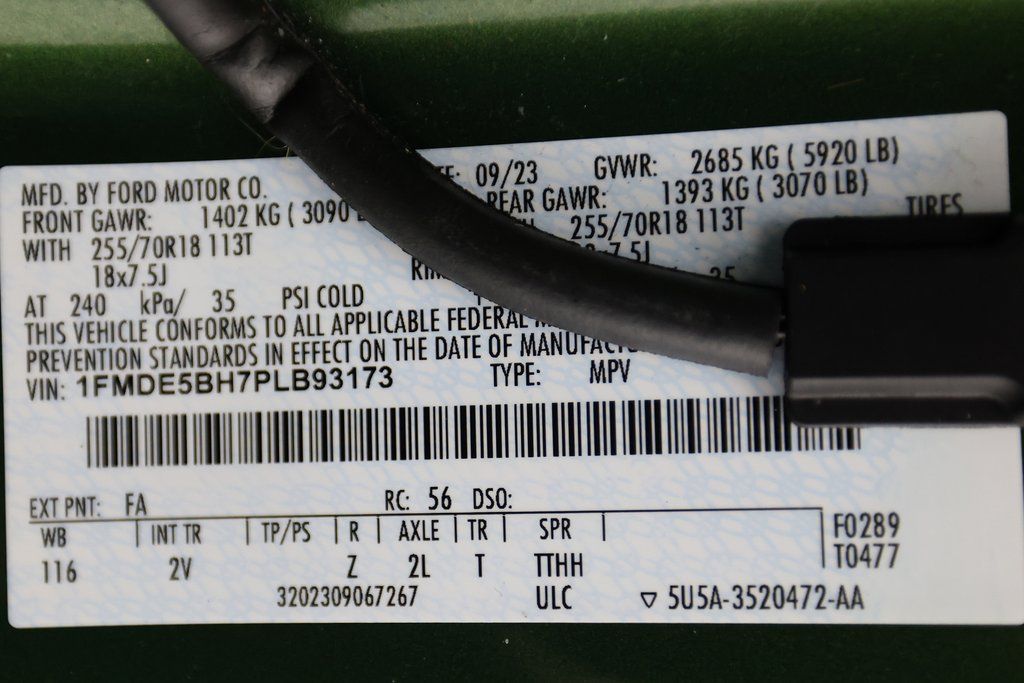 09/23 GVWR: 2685 KG ( 5920 LB)
MFD. BY FORD MOTOR CO.
FRONT GAWR: 1402 KG ( 3090 REAR GAWR: 1393 KG ( 3070 LB)
WITH 255/70R18 113T 255/70R18 113T TIRES
18x7.5J
AT 240 kPa/ 35 PSI COLD
THIS VEHICLE CONFORMS TO ALL APPLICABLE FEDERAL
PREVENTION STANDARDS IN EFFECT ON THE DATE OF
VIN: 1FMDE5BH7PLB93173 TYPE: MPV
EXT PNT: FA RC: 56 DSO:
WB INT TR TP/PS R AXLE TR SPR F0289
116 2V Z 2L T TTHH T0477
3202309067267 ULC ▽ 5U5A-3520472-AA